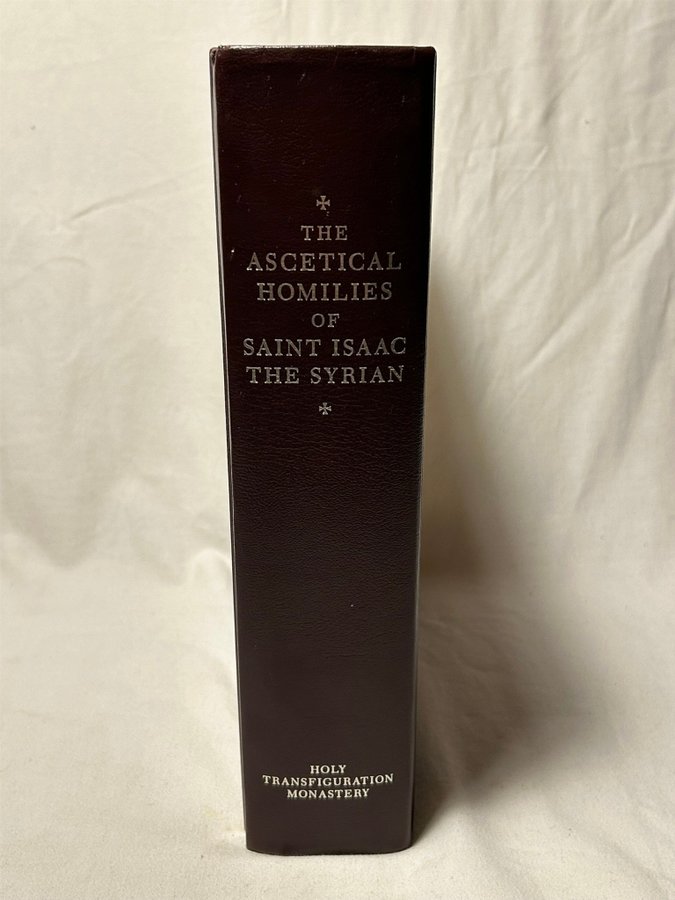 THE
ASCETICAL
HOMILIES
OF
SAINT ISAAC
THE SYRIAN
HOLY
TRANSFIGURATION
MONASTERY